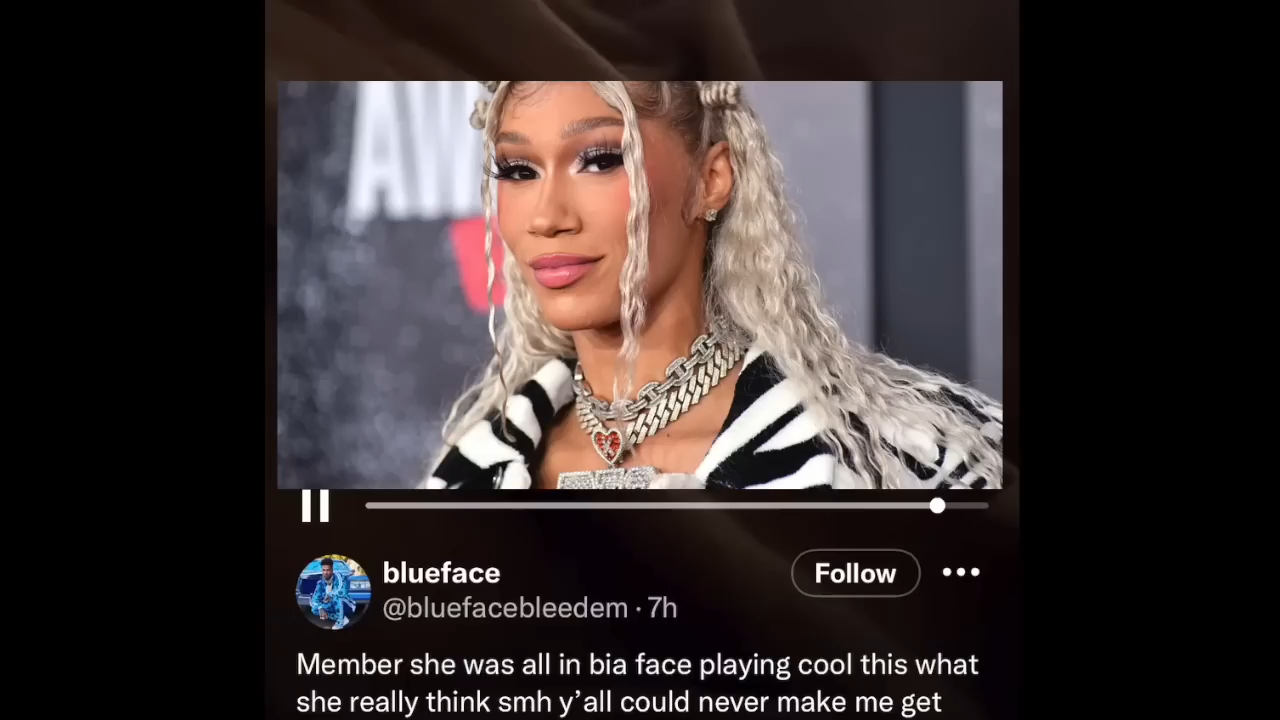 AW
blueface
Follow
@bluefacebleedem · 7h
Member she was all in bia face playing cool this what
she really think smh y’all could never make me get